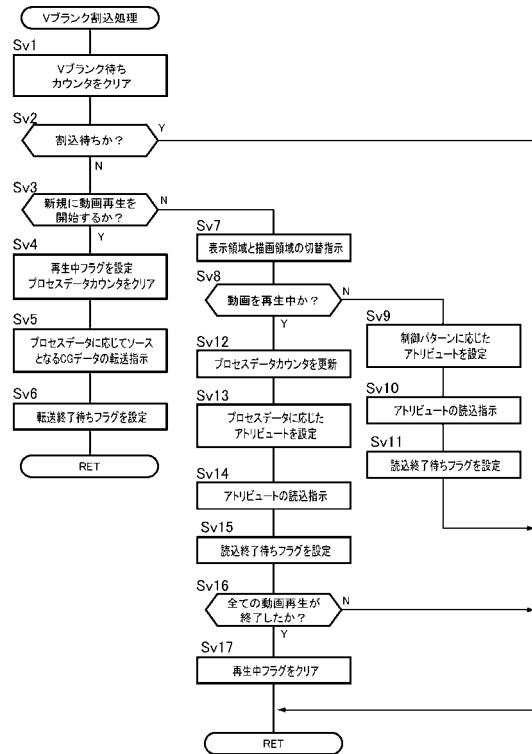 Vブランク割込処理
Sv1
Vブランク待ち
カウンタをクリア
Sv2
割込待ちか？
Y
N
Sv3
新規に動画再生を
開始するか？
N
Y
Sv4
再生中フラグを設定
プロセスデータカウンタをクリア
Sv5
プロセスデータに応じてソース
となるCGデータの転送指示
Sv6
転送終了待ちフラグを設定
RET
Sv7
表示領域と描画領域の切替指示
Sv8
動画を再生中か？
N
Y
Sv9
制御パターンに応じた
アトリビュートを設定
Sv10
アトリビュートの読込指示
Sv11
読込終了待ちフラグを設定
Sv12
プロセスデータカウンタを更新
Sv13
プロセスデータに応じた
アトリビュートを設定
Sv14
アトリビュートの読込指示
Sv15
読込終了待ちフラグを設定
Sv16
全ての動画再生が
終了したか？
N
Y
Sv17
再生中フラグをクリア
RET